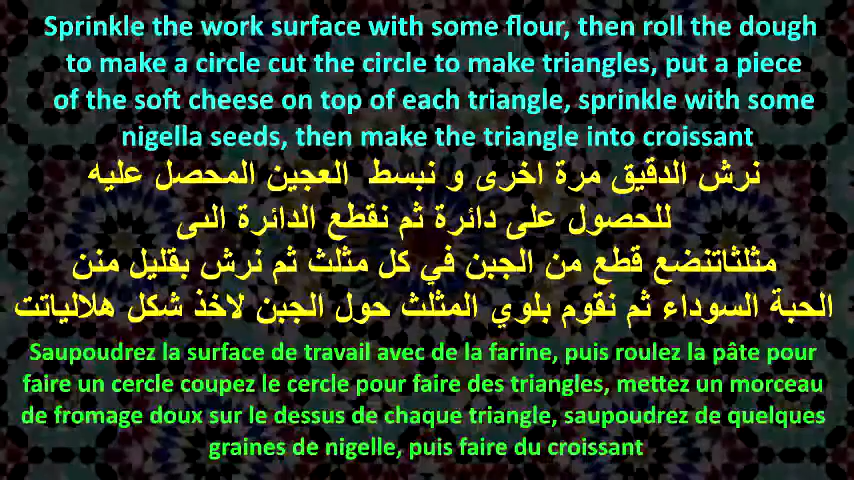 Sprinkle the work surface with some flour, then roll the dough
to make a circle cut the circle to make triangles, put a piece
of the soft cheese on top of each triangle, sprinkle with some
nigella seeds, then make the triangle into croissant
نرش الدقيق مرة اخرى و نبسط العجين المحصل عليه
للحصول على دائرة ثم نقطع الدائرة الىى
مثلثاتنضع قطع من الجبن في كل مثلث ثم نرش بقليل منن
الحبة السوداء ثم نقوم بلوي المثلث حول الجبن لاخذ شكل هلالياتت
Saupoudrez la surface de travail avec de la farine, puis roulez la pâte pour
faire un cercle coupez le cercle pour faire des triangles, mettez un morceau
de fromage doux sur le dessus de chaque triangle, saupoudrez de quelques
graines de nigelle, puis faire du croissant